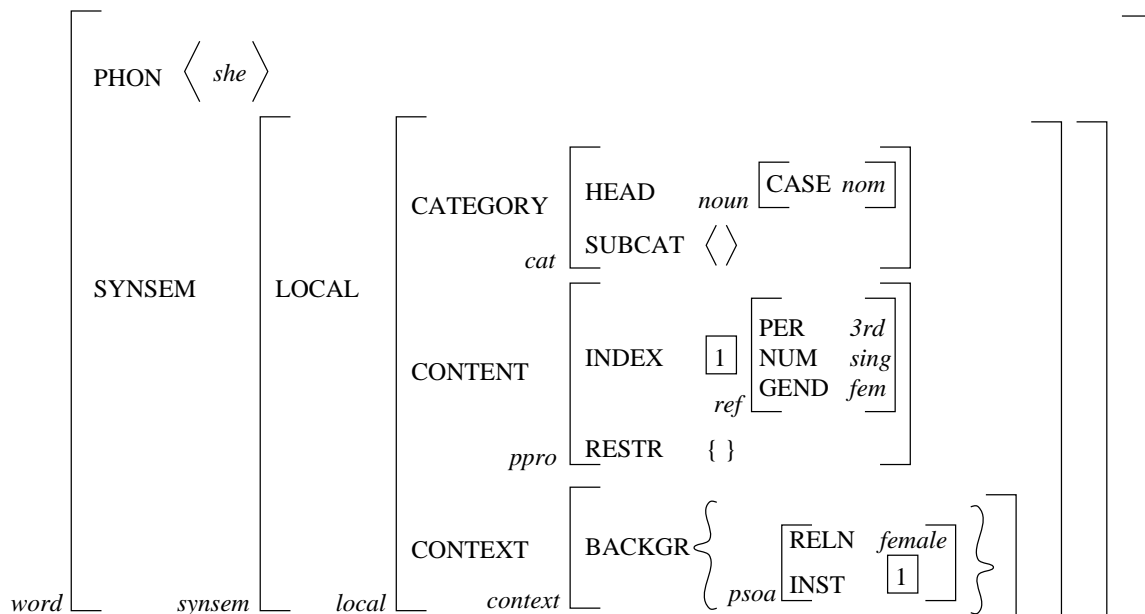 PHON ⟨ she ⟩
CATEGORY HEAD noun CASE nom
SUBCAT ⟨ ⟩
cat
SYNSEM LOCAL
CONTENT INDEX 1 PER 3rd
NUM sing
GEND fem
ref
RESTR { }
ppro
CONTEXT BACKGR { RELN female }
INST 1
psoa
word synsem local context